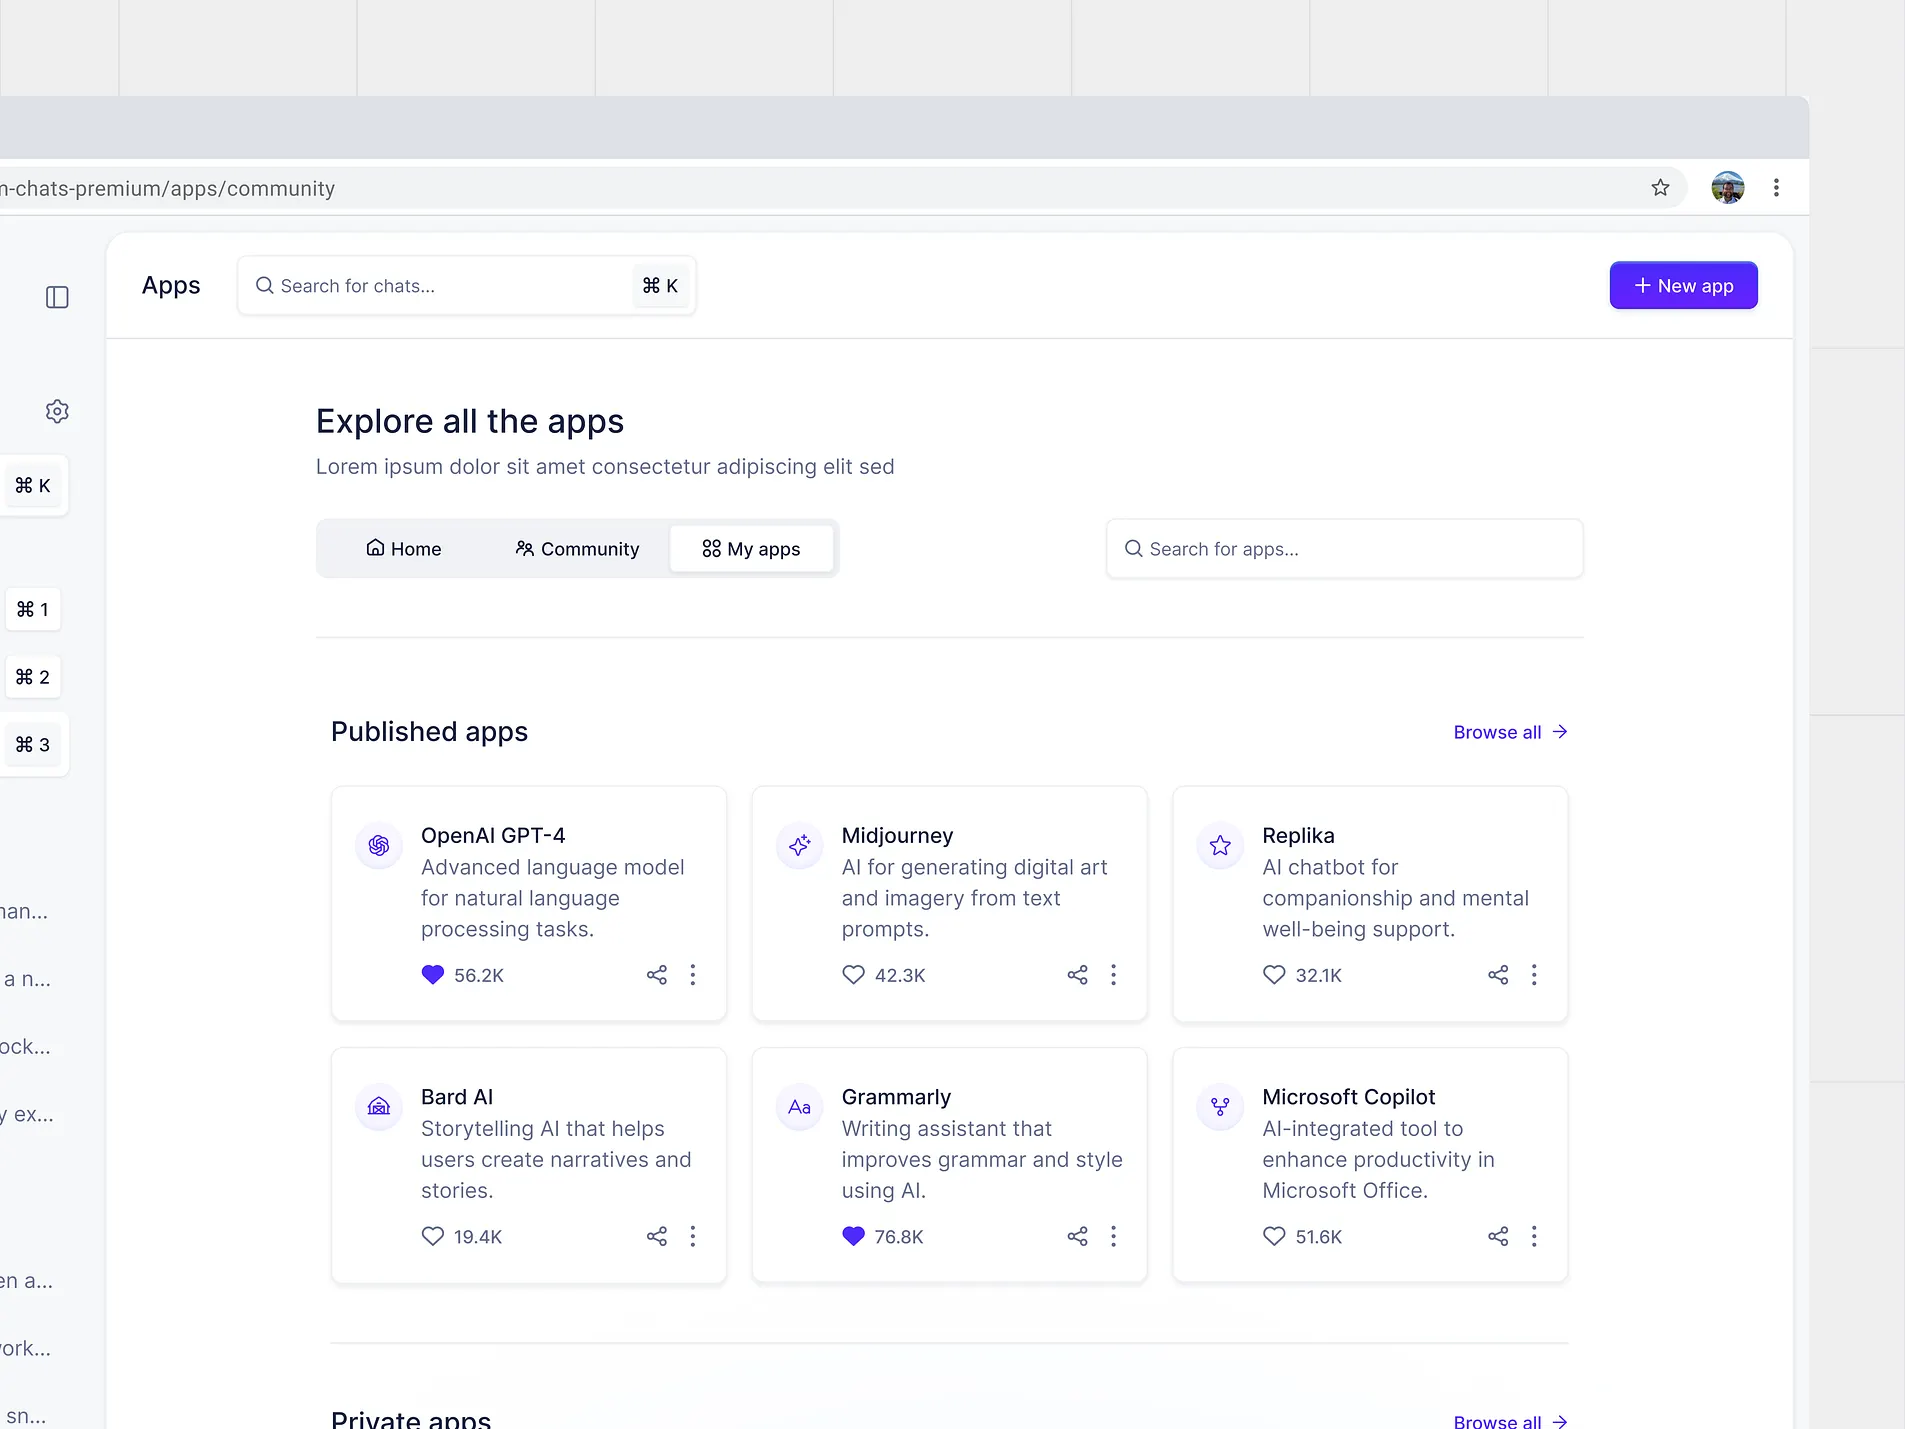 n-chats-premium/apps/community
Apps
Search for chats...
⌘ K
+ New app
⌘ K
⌘ 1
⌘ 2
⌘ 3
nan...
a n...
ock...
y ex...
en a...
ork...
sn...
Explore all the apps
Lorem ipsum dolor sit amet consectetur adipiscing elit sed
Home
Community
My apps
Search for apps...
Published apps
Browse all →
OpenAI GPT-4
Advanced language model
for natural language
processing tasks.
56.2K
Midjourney
AI for generating digital art
and imagery from text
prompts.
42.3K
Replika
AI chatbot for
companionship and mental
well-being support.
32.1K
Bard AI
Storytelling AI that helps
users create narratives and
stories.
19.4K
Aa
Grammarly
Writing assistant that
improves grammar and style
using AI.
76.8K
Microsoft Copilot
AI-integrated tool to
enhance productivity in
Microsoft Office.
51.6K
Private apps
Browse all →